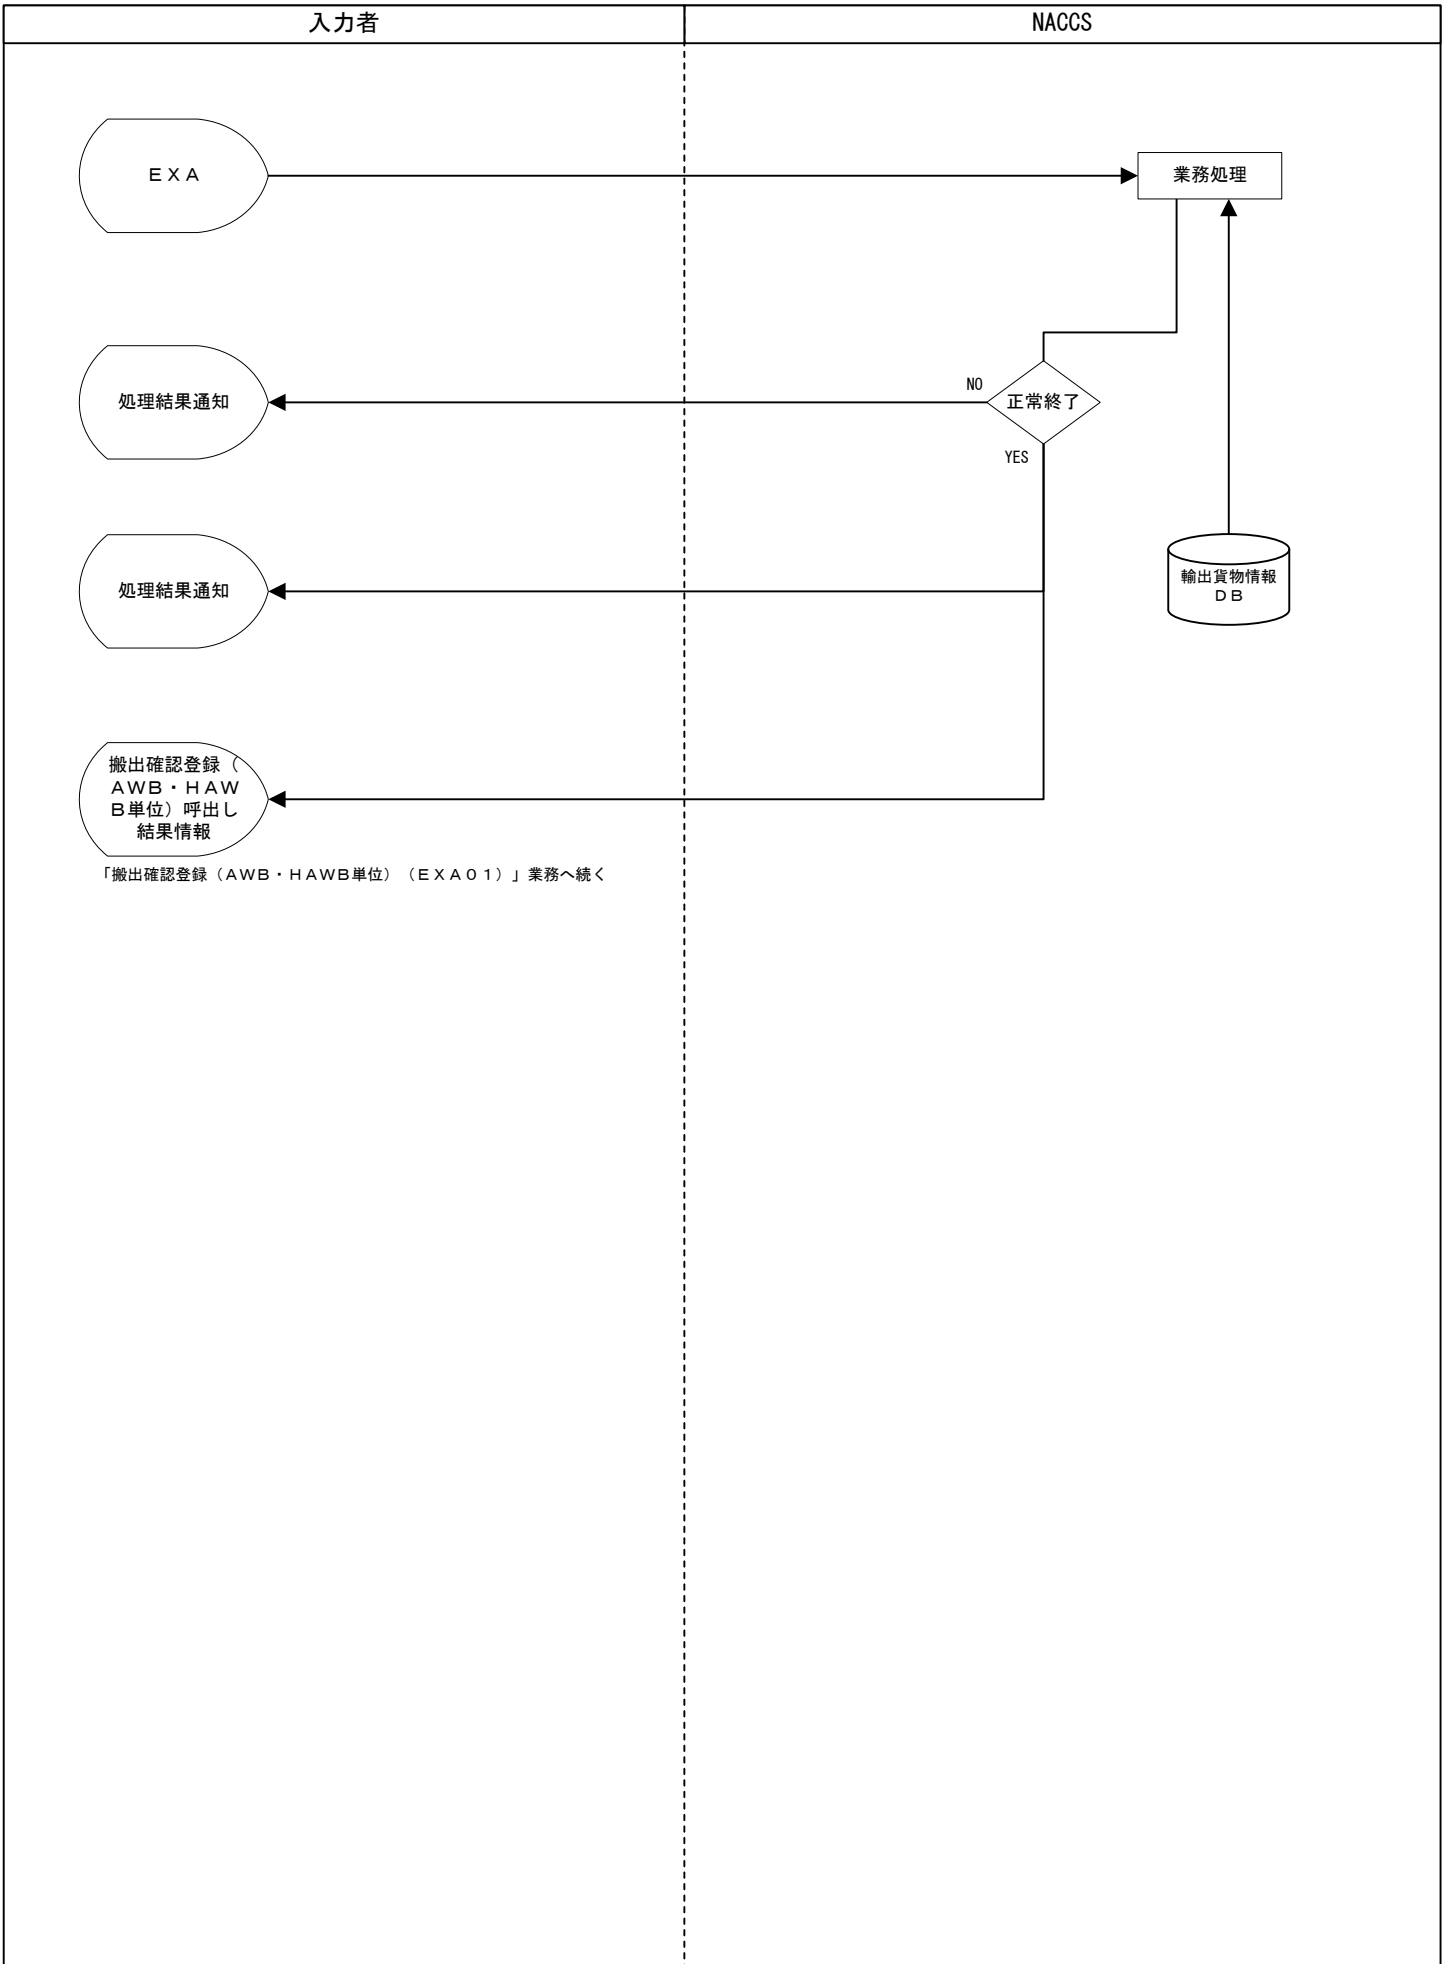 入力者
NACCS
ＥＸＡ
業務処理
処理結果通知
NO
正常終了
YES
処理結果通知
輸出貨物情報
ＤＢ
搬出確認登録（
ＡＷＢ・ＨＡＷ
Ｂ単位）呼出し
結果情報
「搬出確認登録（ＡＷＢ・ＨＡＷＢ単位）（ＥＸＡ０１）」業務へ続く